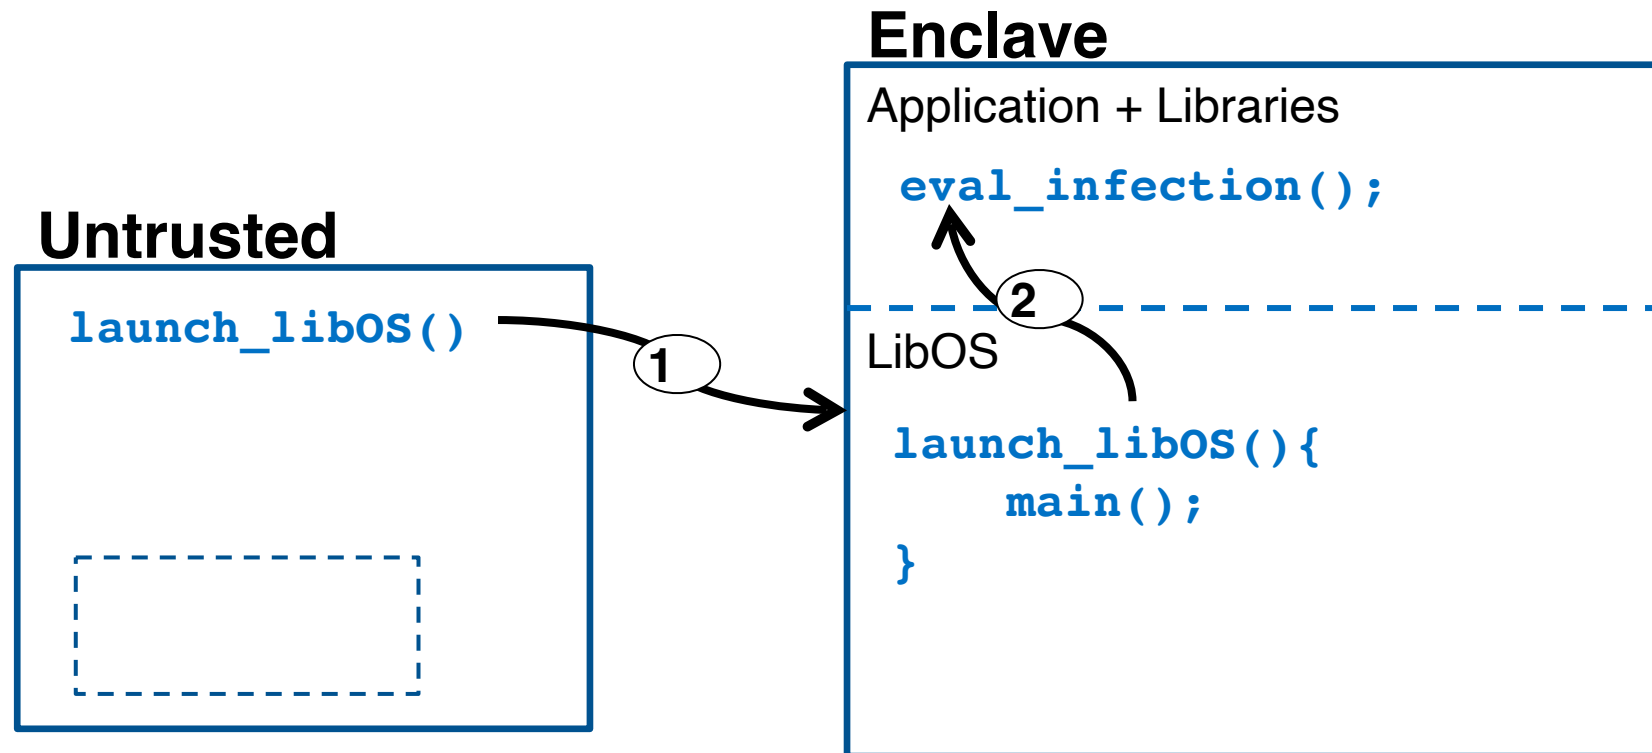 Enclave
Application + Libraries
eval_infection();
Untrusted
launch_libOS()
1
2
LibOS
launch_libOS(){
main();
}